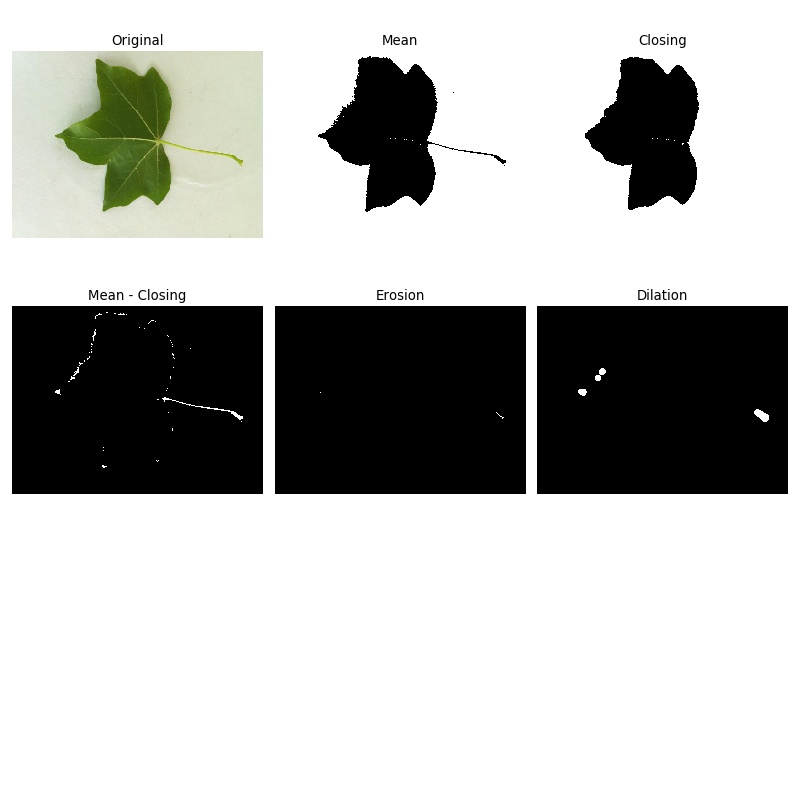 Original
Mean
Closing
Mean - Closing
Erosion
Dilation